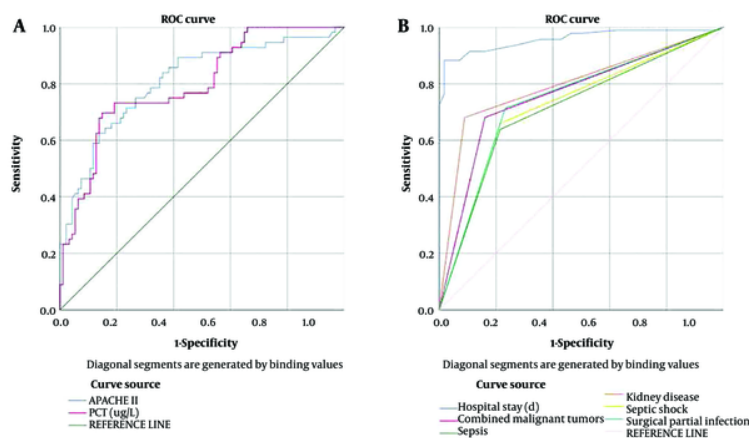 A
ROC curve
1.0
0.8
0.6
0.4
0.2
0.0
Sensitivity
0.0
0.2
0.4
0.6
0.8
1.0
1-Specificity
Diagonal segments are generated by binding values
Curve source
APACHE II
PCT (ug/L)
REFERENCE LINE
B
ROC curve
1.0
0.8
0.6
0.4
0.2
0.0
Sensitivity
0.0
0.2
0.4
0.6
0.8
1.0
1-Specificity
Diagonal segments are generated by binding values
Curve source
Hospital stay (d)
Combined malignant tumors
Sepsis
Kidney disease
Septic shock
Surgical partial infection
REFERENCE LINE